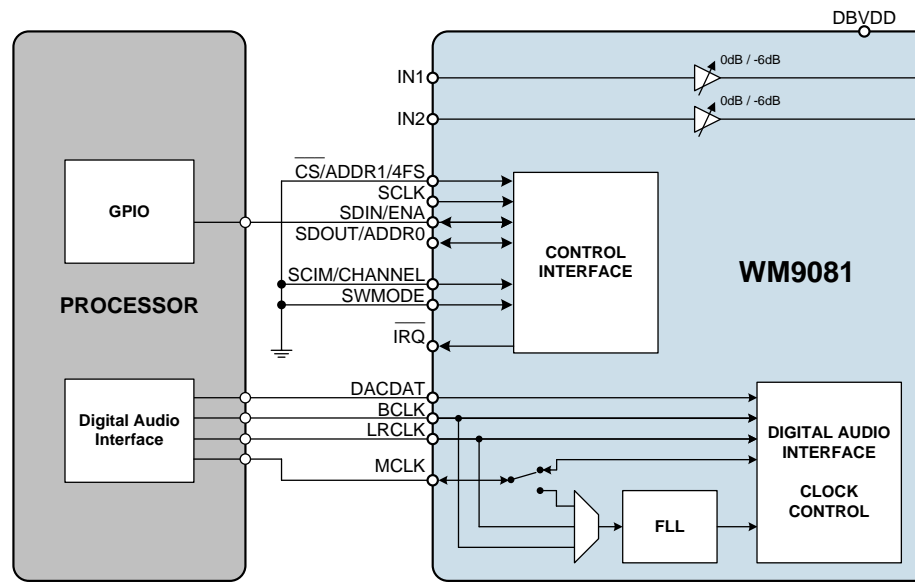 DBVDD
IN1
0dB / -6dB
IN2
0dB / -6dB
CS/ADDR1/4FS
SCLK
SDIN/ENA
SDOUT/ADDR0
SCIM/CHANNEL
SWMODE
IRQ
GPIO
PROCESSOR
CONTROL
INTERFACE
WM9081
DACDAT
BCLK
LRCLK
MCLK
Digital Audio
Interface
DIGITAL AUDIO
INTERFACE
CLOCK
CONTROL
FLL